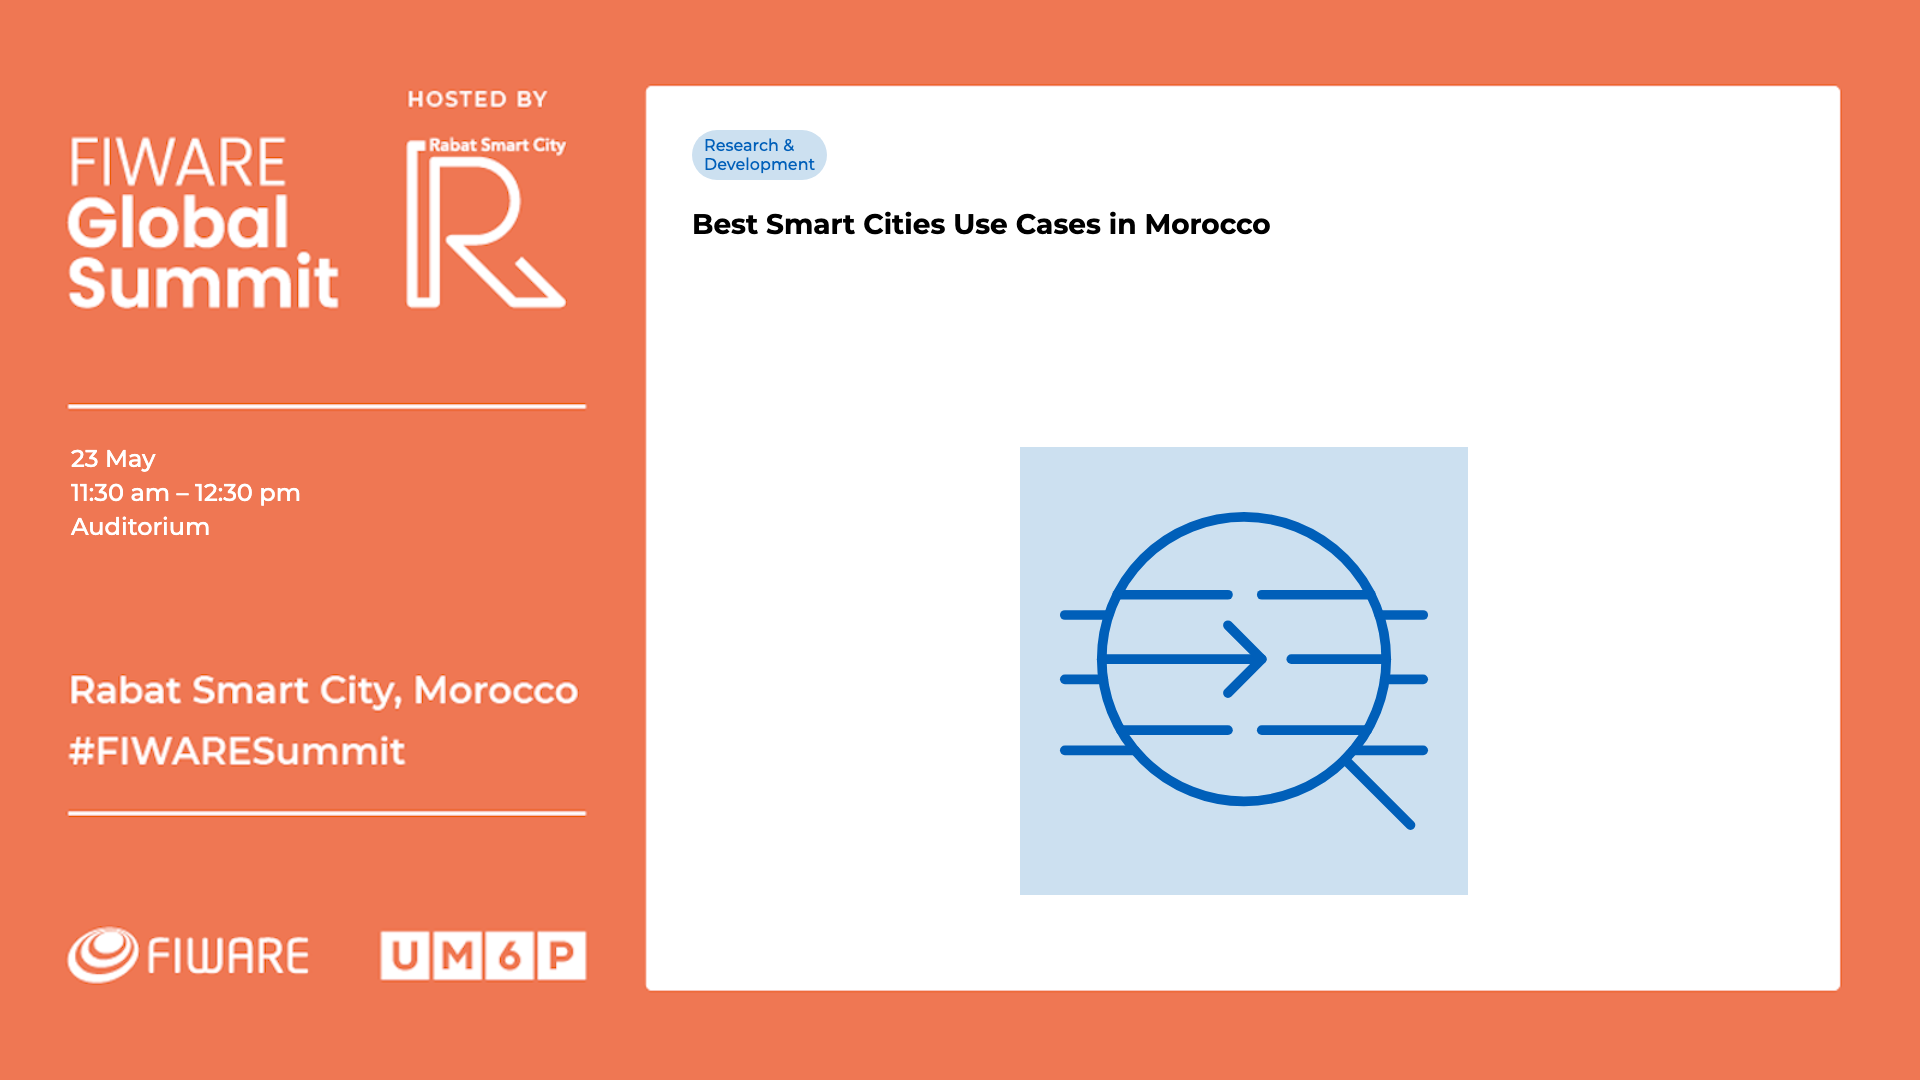 HOSTED BY
FIWARE
Global
Summit
Rabat Smart City
R
23 May
11:30 am – 12:30 pm
Auditorium
Rabat Smart City, Morocco
#FIWARESummit
FIWARE
UM6P
Research &
Development
Best Smart Cities Use Cases in Morocco